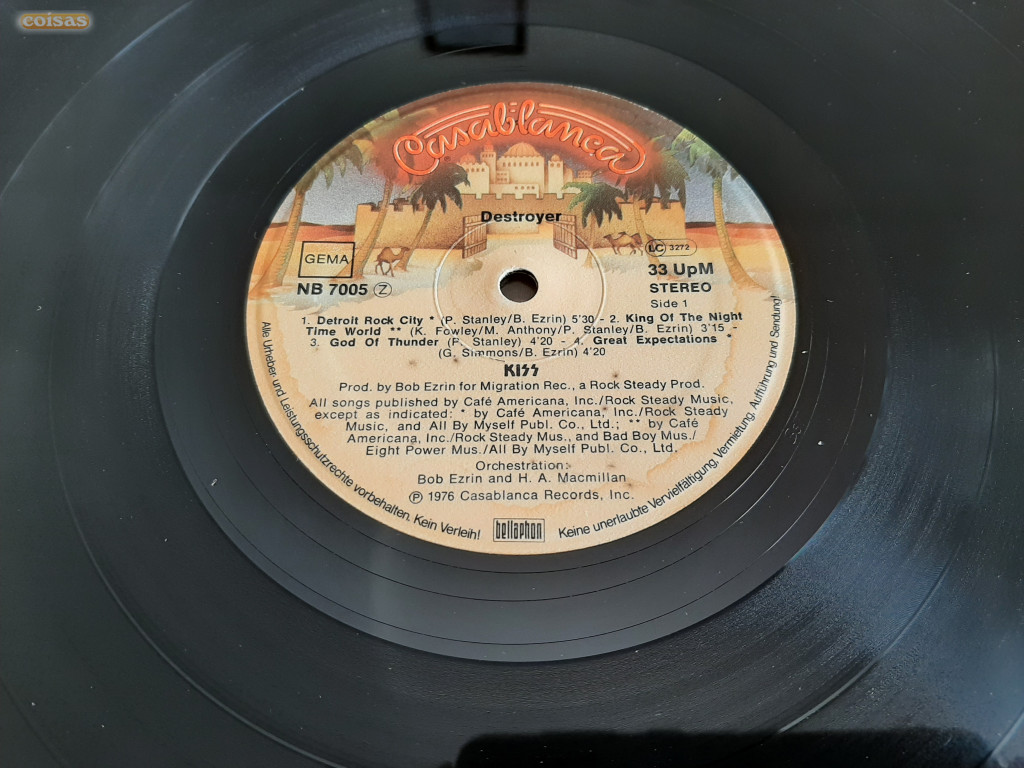 coisas
Casablanca
Destroyer
GEMA
LC 3272
NB 7005 Z
33 UpM
STEREO
Side 1
1. Detroit Rock City * (P. Stanley/B. Ezrin) 5'30 - 2. King Of The Night
Time World ** (K. Fowley/M. Anthony/P. Stanley/B. Ezrin) 3'15 -
3. God Of Thunder (P. Stanley) 4'20 - 4. Great Expectations *
(G. Simmons/B. Ezrin) 4'20
KISS
Prod. by Bob Ezrin for Migration Rec., a Rock Steady Prod.
All songs published by Café Americana, Inc./Rock Steady Music,
except as indicated: * by Café Americana, Inc./Rock Steady
Music, and All By Myself Publ. Co., Ltd.; ** by Café
Americana, Inc./Rock Steady Mus., and Bad Boy Mus./
Eight Power Mus./All By Myself Publ. Co., Ltd.
Orchestration:
Bob Ezrin and H. A. Macmillan
℗ 1976 Casablanca Records, Inc.
Alle Urheber- und Leistungsschutzrechte vorbehalten. Kein Verleih!
bellaphon
Keine unerlaubte Vervielfältigung, Vermietung, Aufführung und Sendung!